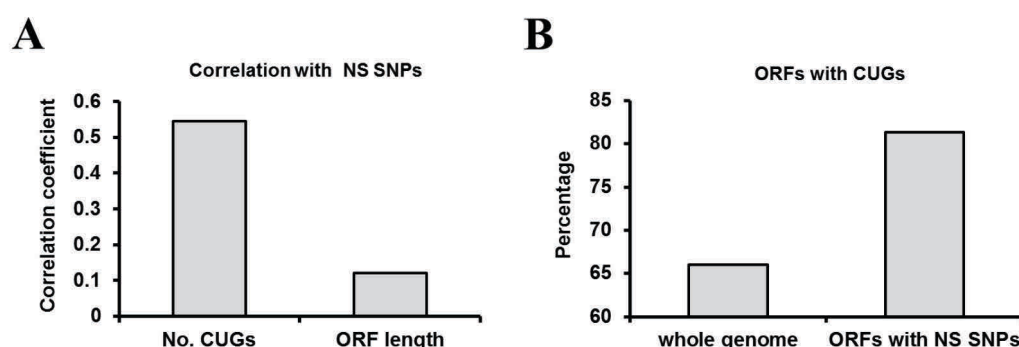 A
Correlation with NS SNPs
Correlation coefficient
0.6
0.5
0.4
0.3
0.2
0.1
0
No. CUGs
ORF length
B
ORFs with CUGs
Percentage
85
80
75
70
65
60
whole genome
ORFs with NS SNPs